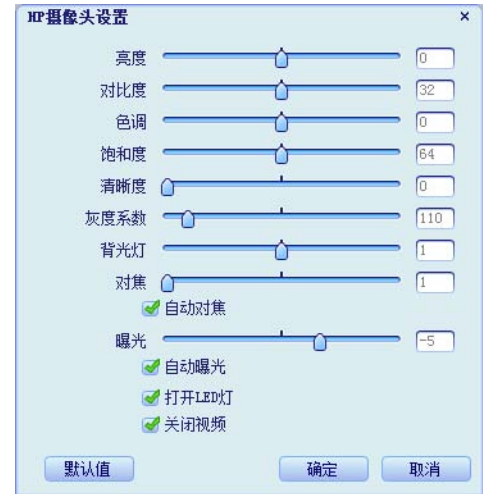 HP摄像头设置 ×
亮度 0
对比度 32
色调 0
饱和度 64
清晰度 0
灰度系数 110
背光灯 1
对焦 1
自动对焦
曝光 -5
自动曝光
打开LED灯
关闭视频
默认值 确定 取消